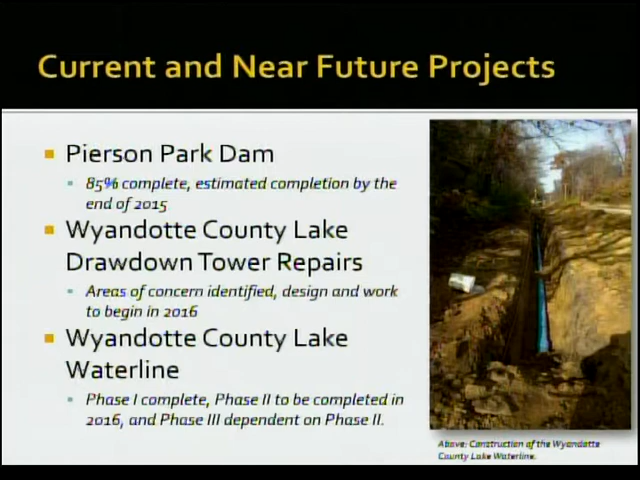 Current and Near Future Projects
Pierson Park Dam
85% complete, estimated completion by the
end of 2015
Wyandotte County Lake
Drawdown Tower Repairs
Areas of concern identified, design and work
to begin in 2016
Wyandotte County Lake
Waterline
Phase I complete, Phase II to be completed in
2016, and Phase III dependent on Phase II.
Above: Construction of the Wyandotte
County Lake Waterline.